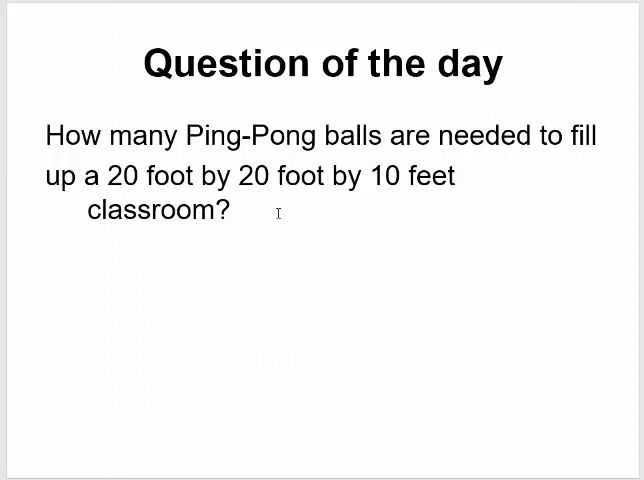 Question of the day
How many Ping-Pong balls are needed to fill
up a 20 foot by 20 foot by 10 feet
classroom?